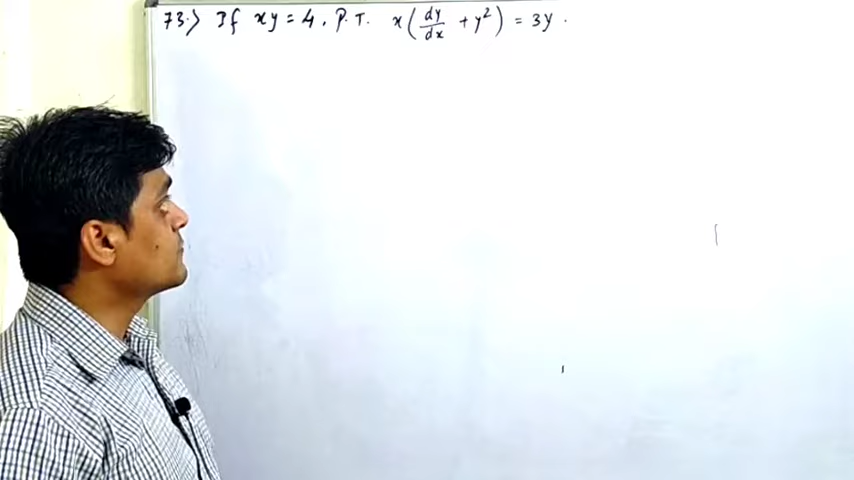 73.> If xy = 4 . P.T. x(dy/dx + y²) = 3y .